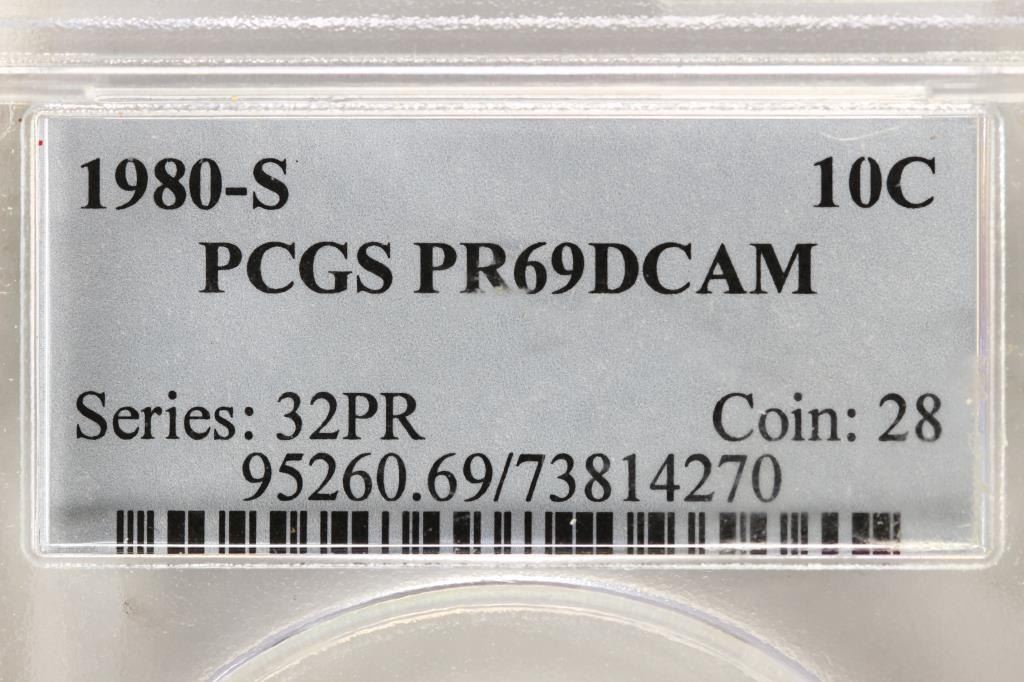 1980-S 10C
PCGS PR69DCAM
Series: 32PR Coin: 28
95260.69/73814270